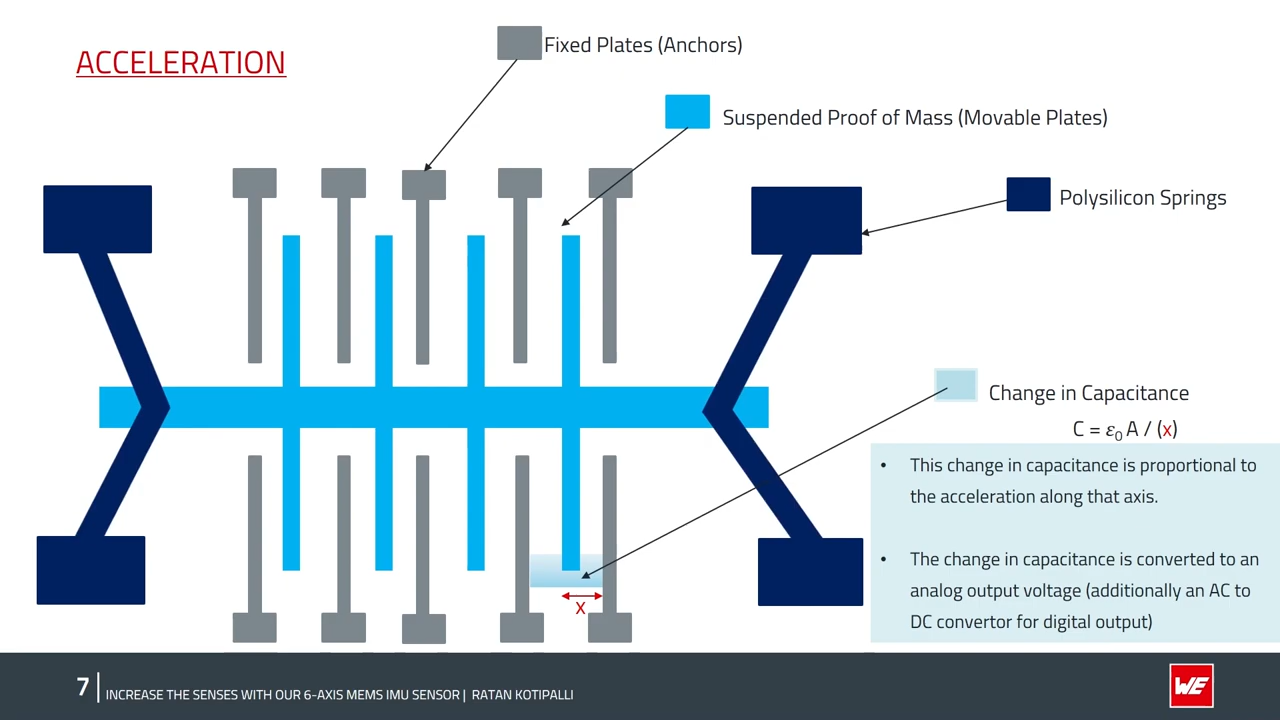 ACCELERATION
Fixed Plates (Anchors)
Suspended Proof of Mass (Movable Plates)
Polysilicon Springs
Change in Capacitance
C = ε₀ A / (x)
• This change in capacitance is proportional to
the acceleration along that axis.
• The change in capacitance is converted to an
analog output voltage (additionally an AC to
DC convertor for digital output)
X
7 INCREASE THE SENSES WITH OUR 6-AXIS MEMS IMU SENSOR | RATAN KOTIPALLI
WE